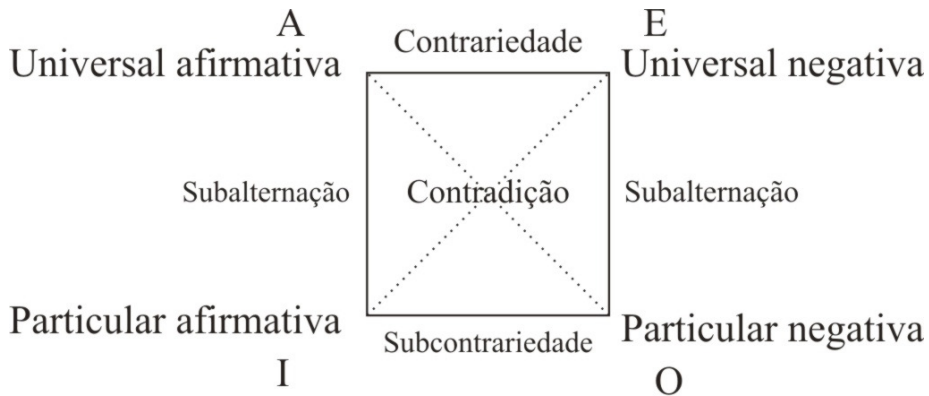 A
Contrariedade
E
Universal afirmativa
Universal negativa
Subalternação
Contradição
Subalternação
Particular afirmativa
Subcontrariedade
Particular negativa
I
O